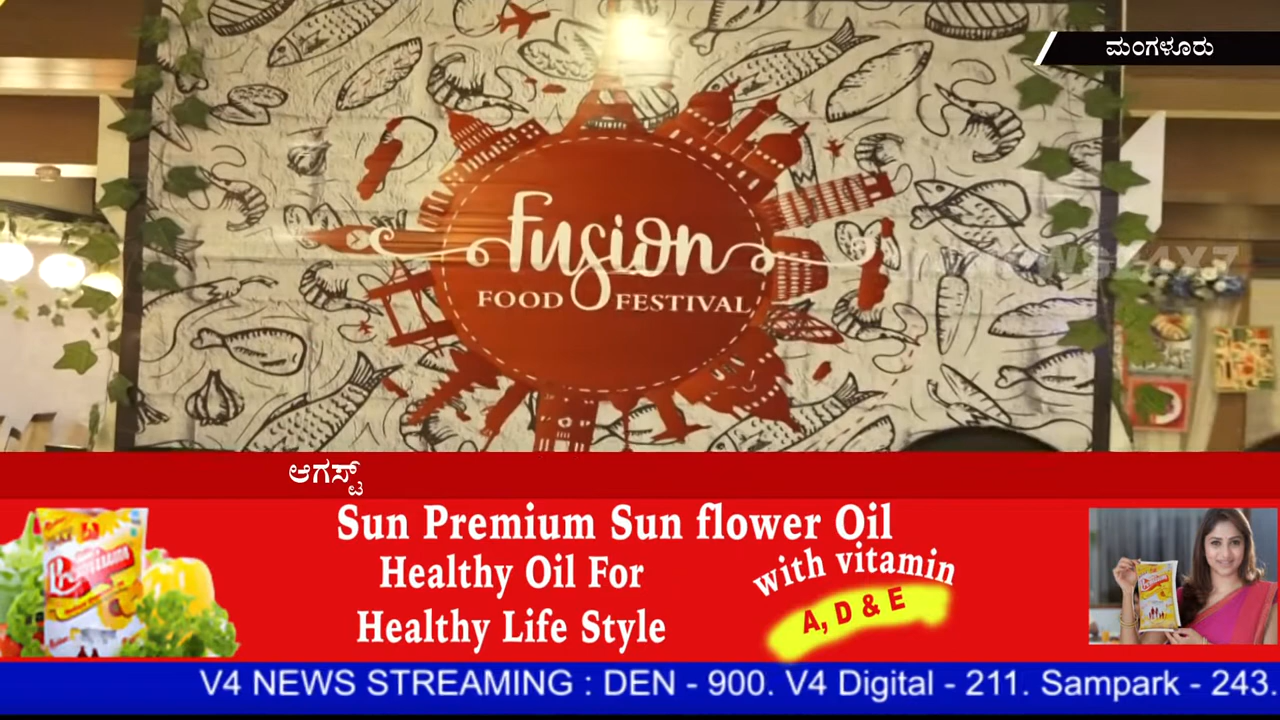 ಮಂಗಳೂರು
fusion
FOOD FESTIVAL
NEWS24X7
ಆಗಸ್ಟ್
Sun Premium Sun flower Oil
Healthy Oil For
Healthy Life Style
with vitamin
A, D & E
V4 NEWS STREAMING : DEN - 900. V4 Digital - 211. Sampark - 243.